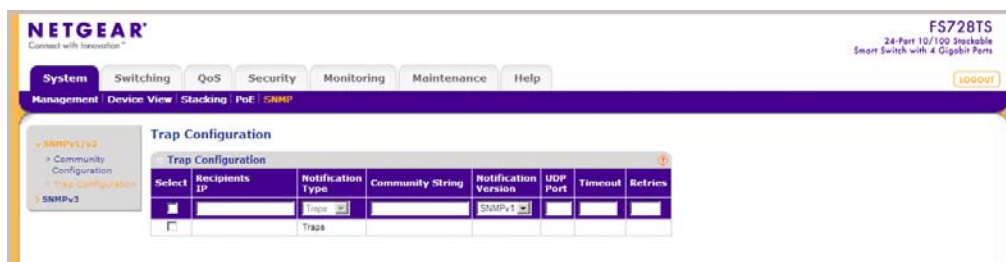 NETGEAR
Connect with Innovation™
FS728TS
24-Port 10/100 Stackable
Smart Switch with 4 Gigabit Ports
System Switching QoS Security Monitoring Maintenance Help
LOGOUT
Management Device View Stacking PoE SNMP
SNMPv1/v2
Community
Configuration
Trap Configuration
SNMPv3
Trap Configuration
Trap Configuration ?
Select Recipients IP Notification Type Community String Notification Version UDP Port Timeout Retries
Traps SNMPv1
Traps